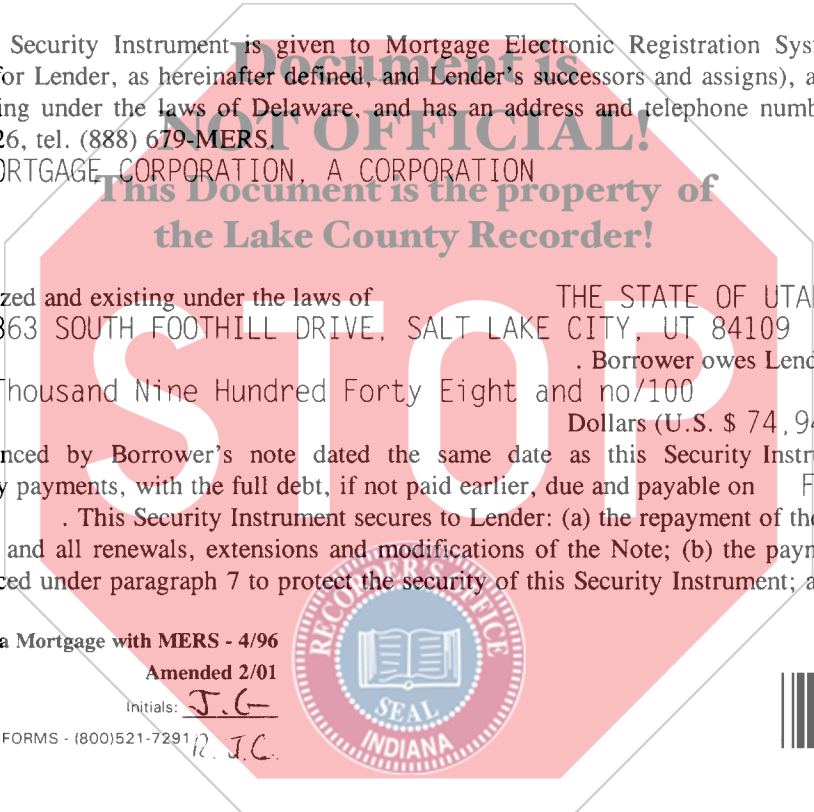 Security Instrument is given to Mortgage Electronic Registration Sys
for Lender, as hereinafter defined, and Lender's successors and assigns), a
ing under the laws of Delaware, and has an address and telephone numb
26, tel. (888) 679-MERS.
ORTGAGE CORPORATION, A CORPORATION
Document is
NOT OFFICIAL!
This Document is the property of
the Lake County Recorder!
STOP
zed and existing under the laws of THE STATE OF UTAH
363 SOUTH FOOTHILL DRIVE, SALT LAKE CITY, UT 84109
. Borrower owes Lend
Thousand Nine Hundred Forty Eight and no/100
Dollars (U.S. $ 74,94
nced by Borrower's note dated the same date as this Security Instru
y payments, with the full debt, if not paid earlier, due and payable on F
. This Security Instrument secures to Lender: (a) the repayment of the
and all renewals, extensions and modifications of the Note; (b) the paym
ced under paragraph 7 to protect the security of this Security Instrument; a
a Mortgage with MERS - 4/96
Amended 2/01
Initials: J.G
FORMS - (800)521-7291 R. J.G.
RECORDER'S OFFICE
SEAL
INDIANA